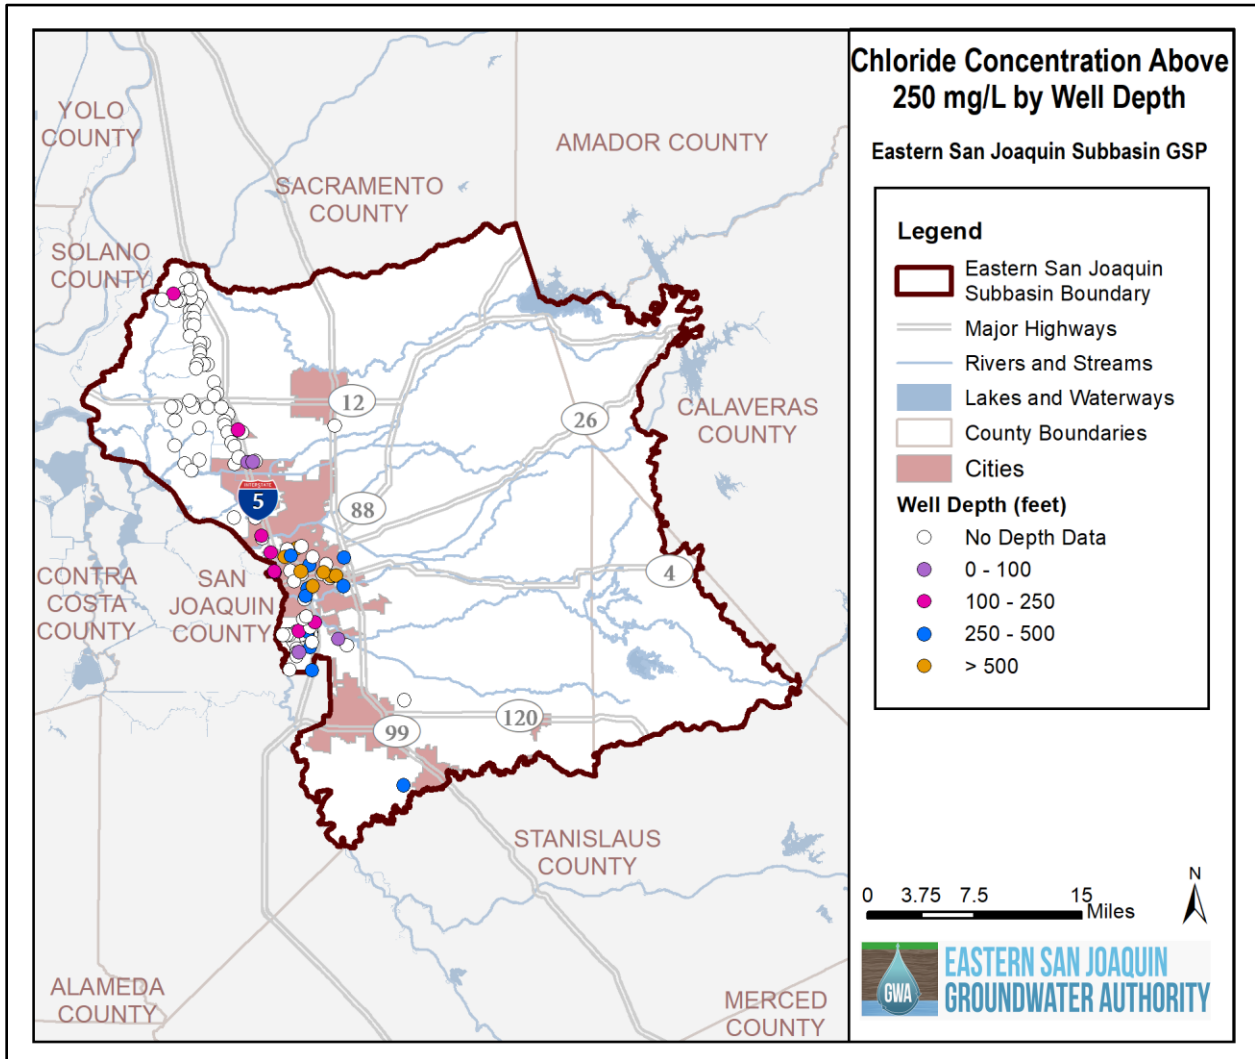 Chloride Concentration Above
250 mg/L by Well Depth
Eastern San Joaquin Subbasin GSP
Legend
Eastern San Joaquin
Subbasin Boundary
Major Highways
Rivers and Streams
Lakes and Waterways
County Boundaries
Cities
Well Depth (feet)
No Depth Data
0 - 100
100 - 250
250 - 500
> 500
YOLO
COUNTY
AMADOR COUNTY
SACRAMENTO
COUNTY
SOLANO
COUNTY
12
26
CALAVERAS
COUNTY
INTERSTATE
5
88
CONTRA
COSTA
COUNTY
SAN
JOAQUIN
COUNTY
4
120
99
STANISLAUS
COUNTY
ALAMEDA
COUNTY
MERCED
COUNTY
N
0 3.75 7.5 15
Miles
GWA
EASTERN SAN JOAQUIN
GROUNDWATER AUTHORITY